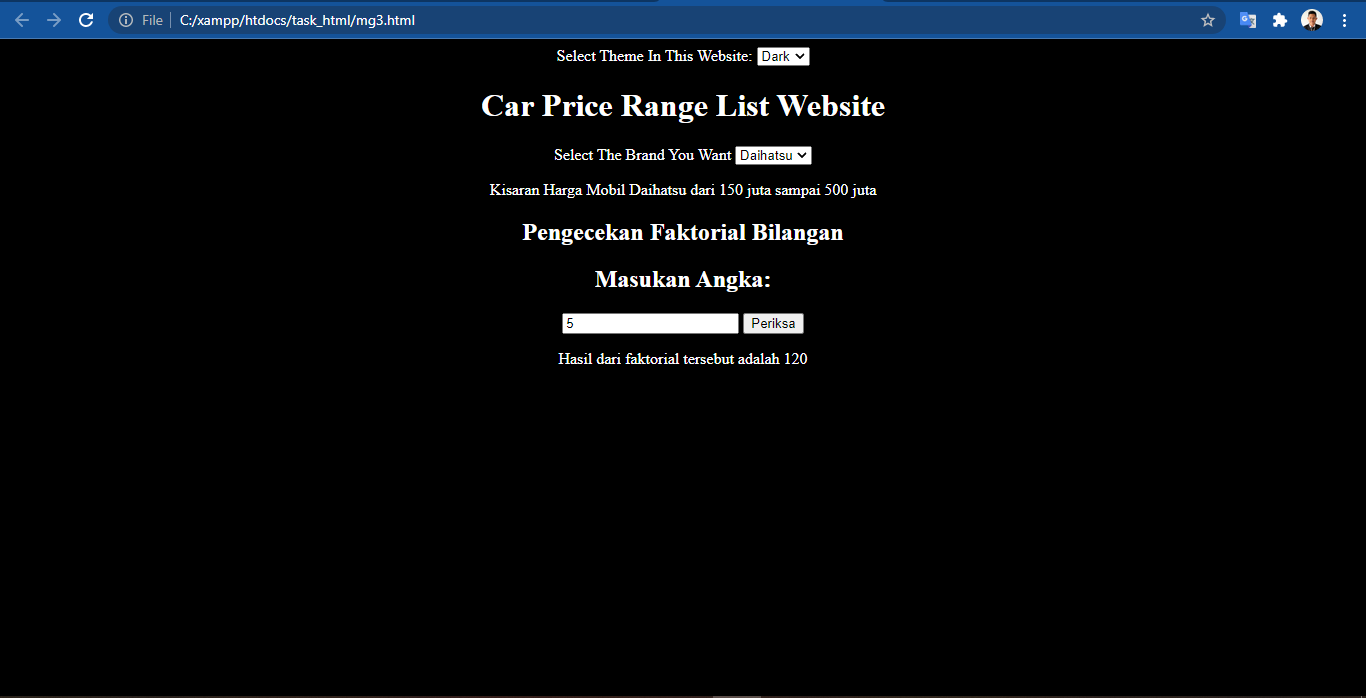 File C:/xampp/htdocs/task_html/mg3.html
Select Theme In This Website: Dark
Car Price Range List Website
Select The Brand You Want Daihatsu
Kisaran Harga Mobil Daihatsu dari 150 juta sampai 500 juta
Pengecekan Faktorial Bilangan
Masukan Angka:
5 Periksa
Hasil dari faktorial tersebut adalah 120